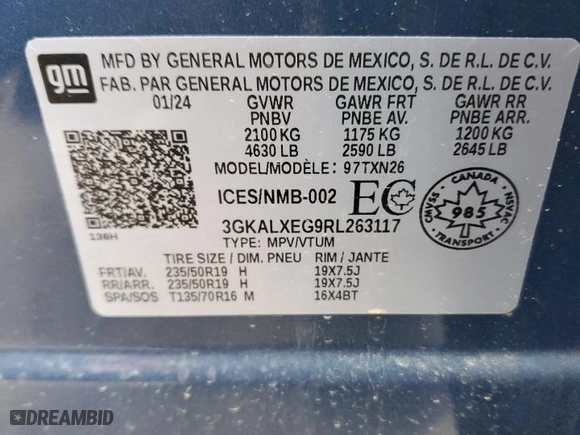 gm
MFD BY GENERAL MOTORS DE MEXICO, S. DE R.L. DE C.V.
FAB. PAR GENERAL MOTORS DE MEXICO, S. DE R.L. DE C.V.
01/24 GVWR GAWR FRT GAWR RR
PNBV PNBE AV. PNBE ARR.
2100 KG 1175 KG 1200 KG
4630 LB 2590 LB 2645 LB
MODEL/MODÈLE: 97TXN26
ICES/NMB-002 EC
CANADA
CMVSS 985 NSVAC
TRANSPORT
136H
3GKALXEG9RL263117
TYPE: MPV/VTUM
TIRE SIZE / DIM. PNEU RIM / JANTE
FRT/AV. 235/50R19 H 19X7.5J
RR/ARR. 235/50R19 H 19X7.5J
SPA/SOS T135/70R16 M 16X4BT
DREAMBID